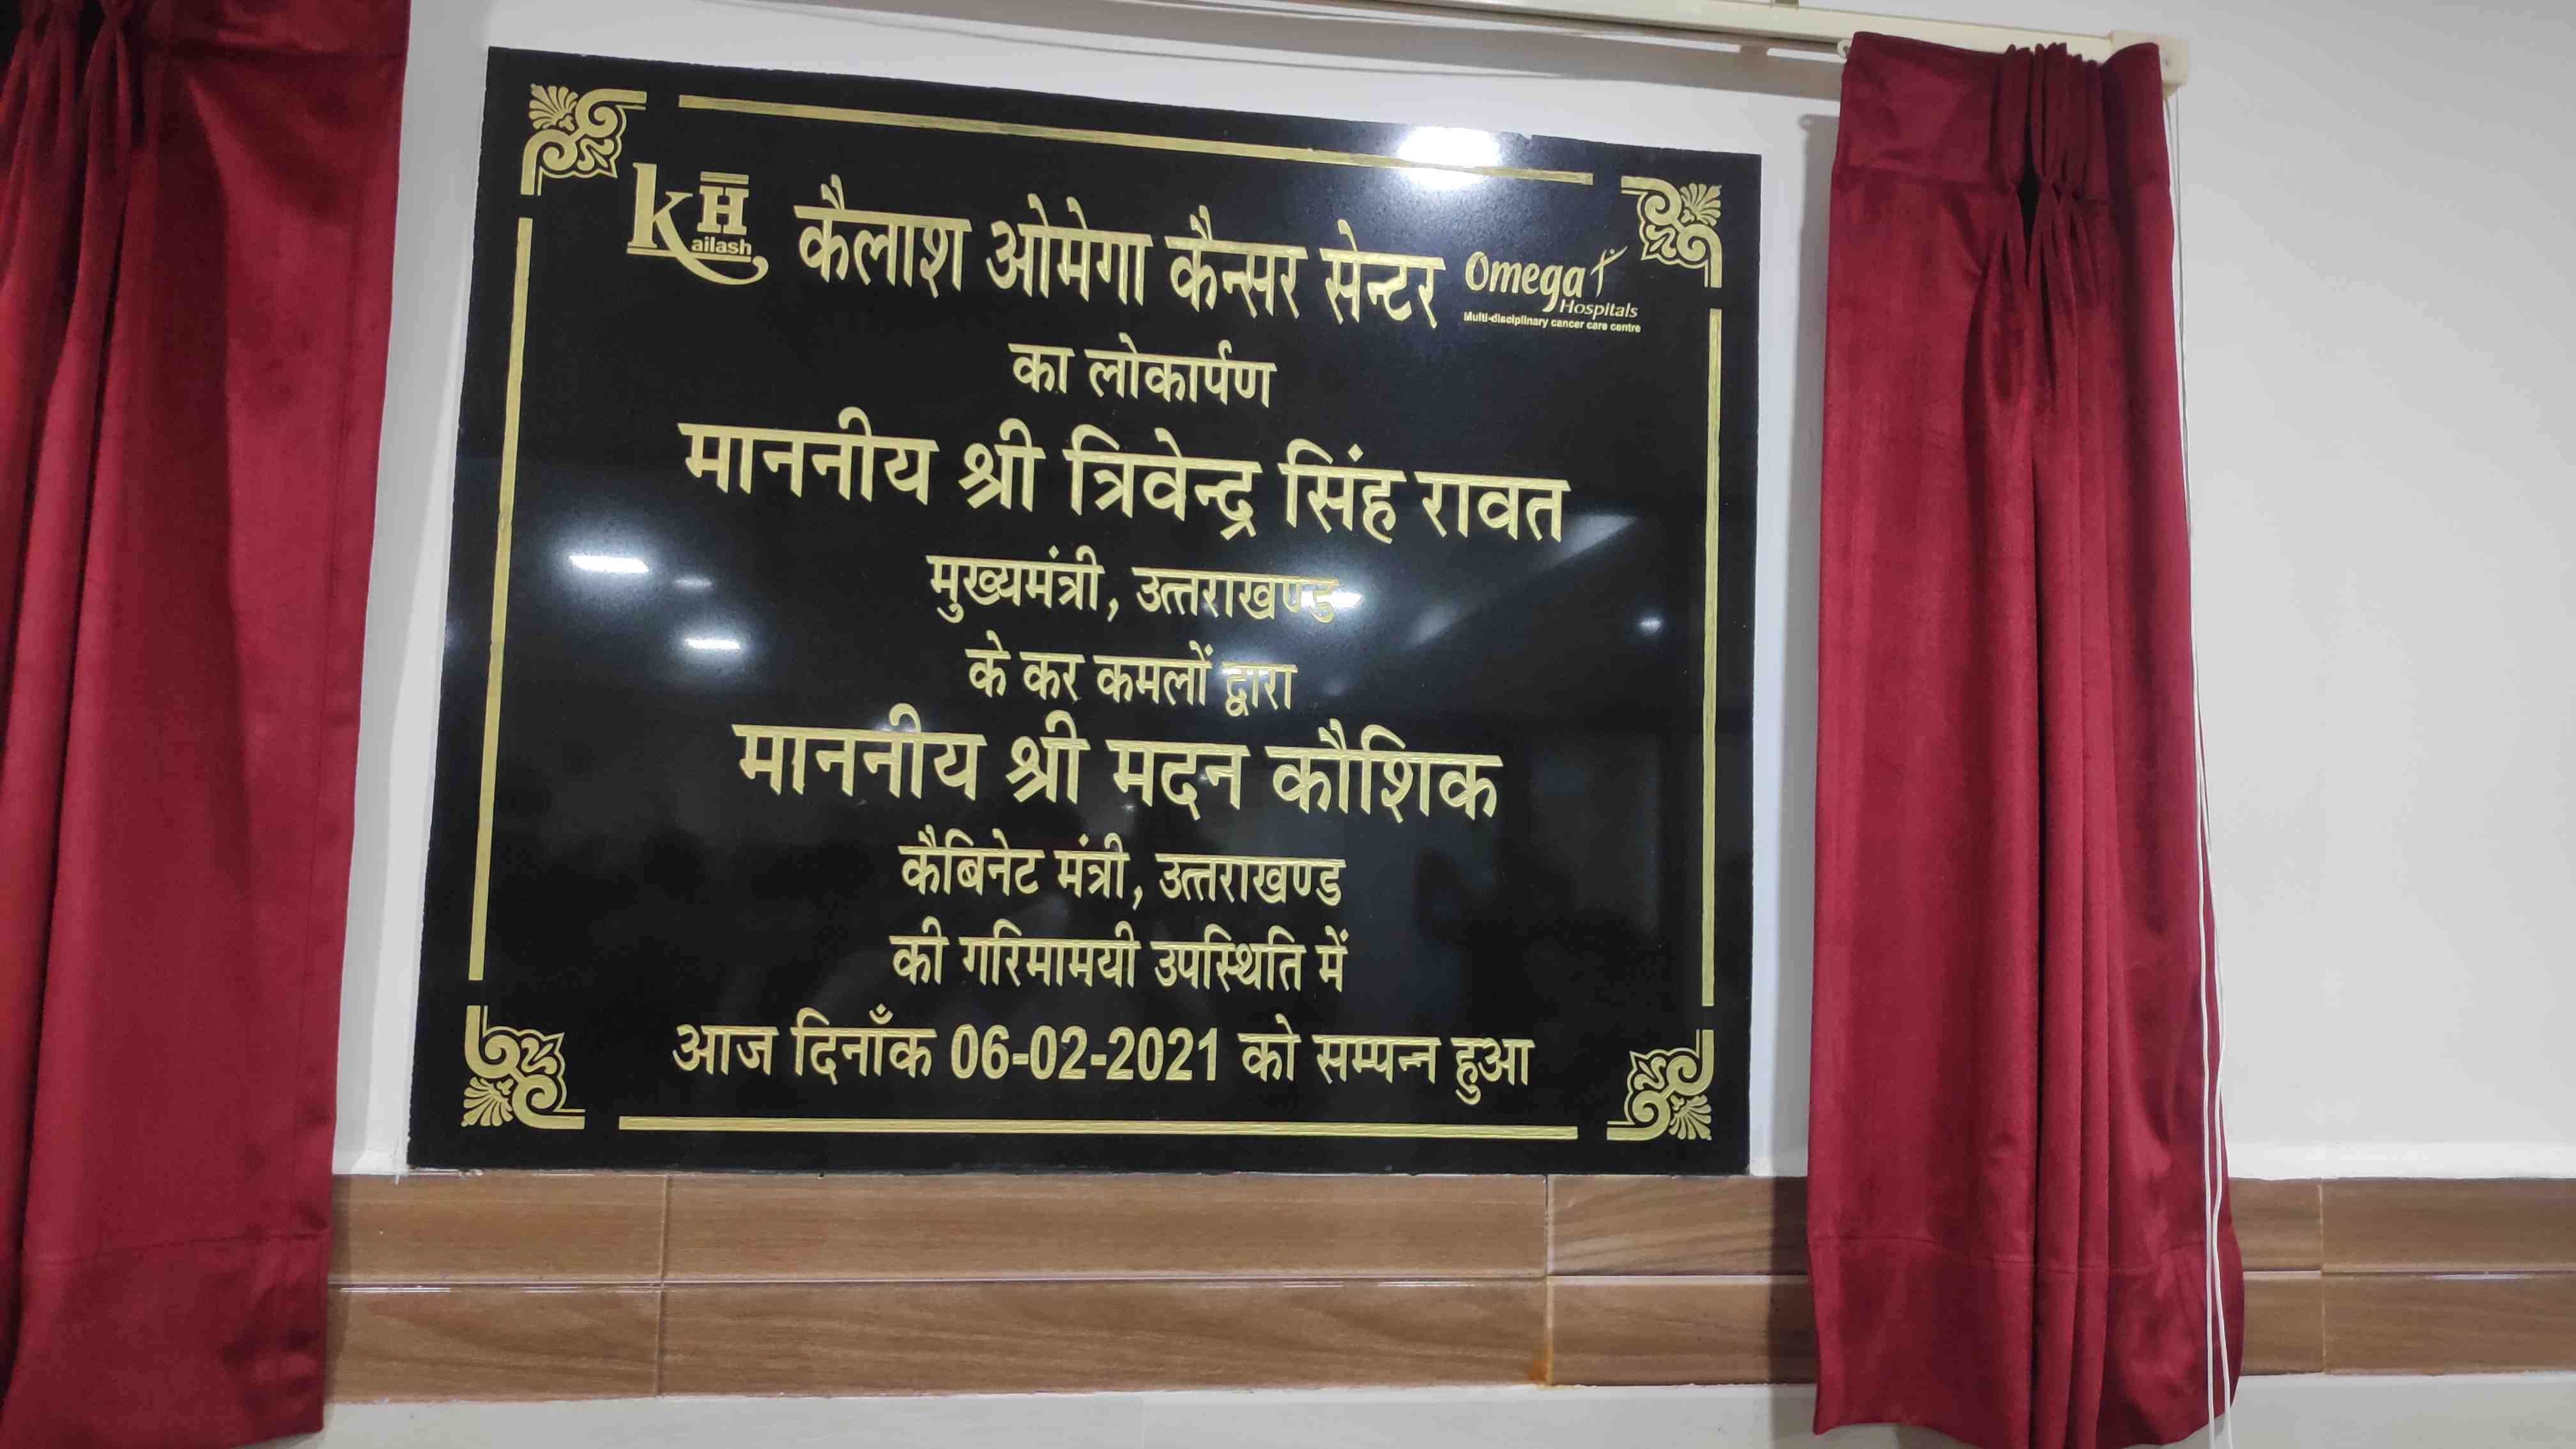 KH ailash
कैलाश ओमेगा कैन्सर सेन्टर
Omega
Hospitals
Multi-disciplinary cancer care centre
का लोकार्पण
माननीय श्री त्रिवेन्द्र सिंह रावत
मुख्यमंत्री, उत्तराखण्ड
के कर कमलों द्वारा
माननीय श्री मदन कौशिक
कैबिनेट मंत्री, उत्तराखण्ड
की गरिमामयी उपस्थिति में
आज दिनाँक 06-02-2021 को सम्पन्न हुआ